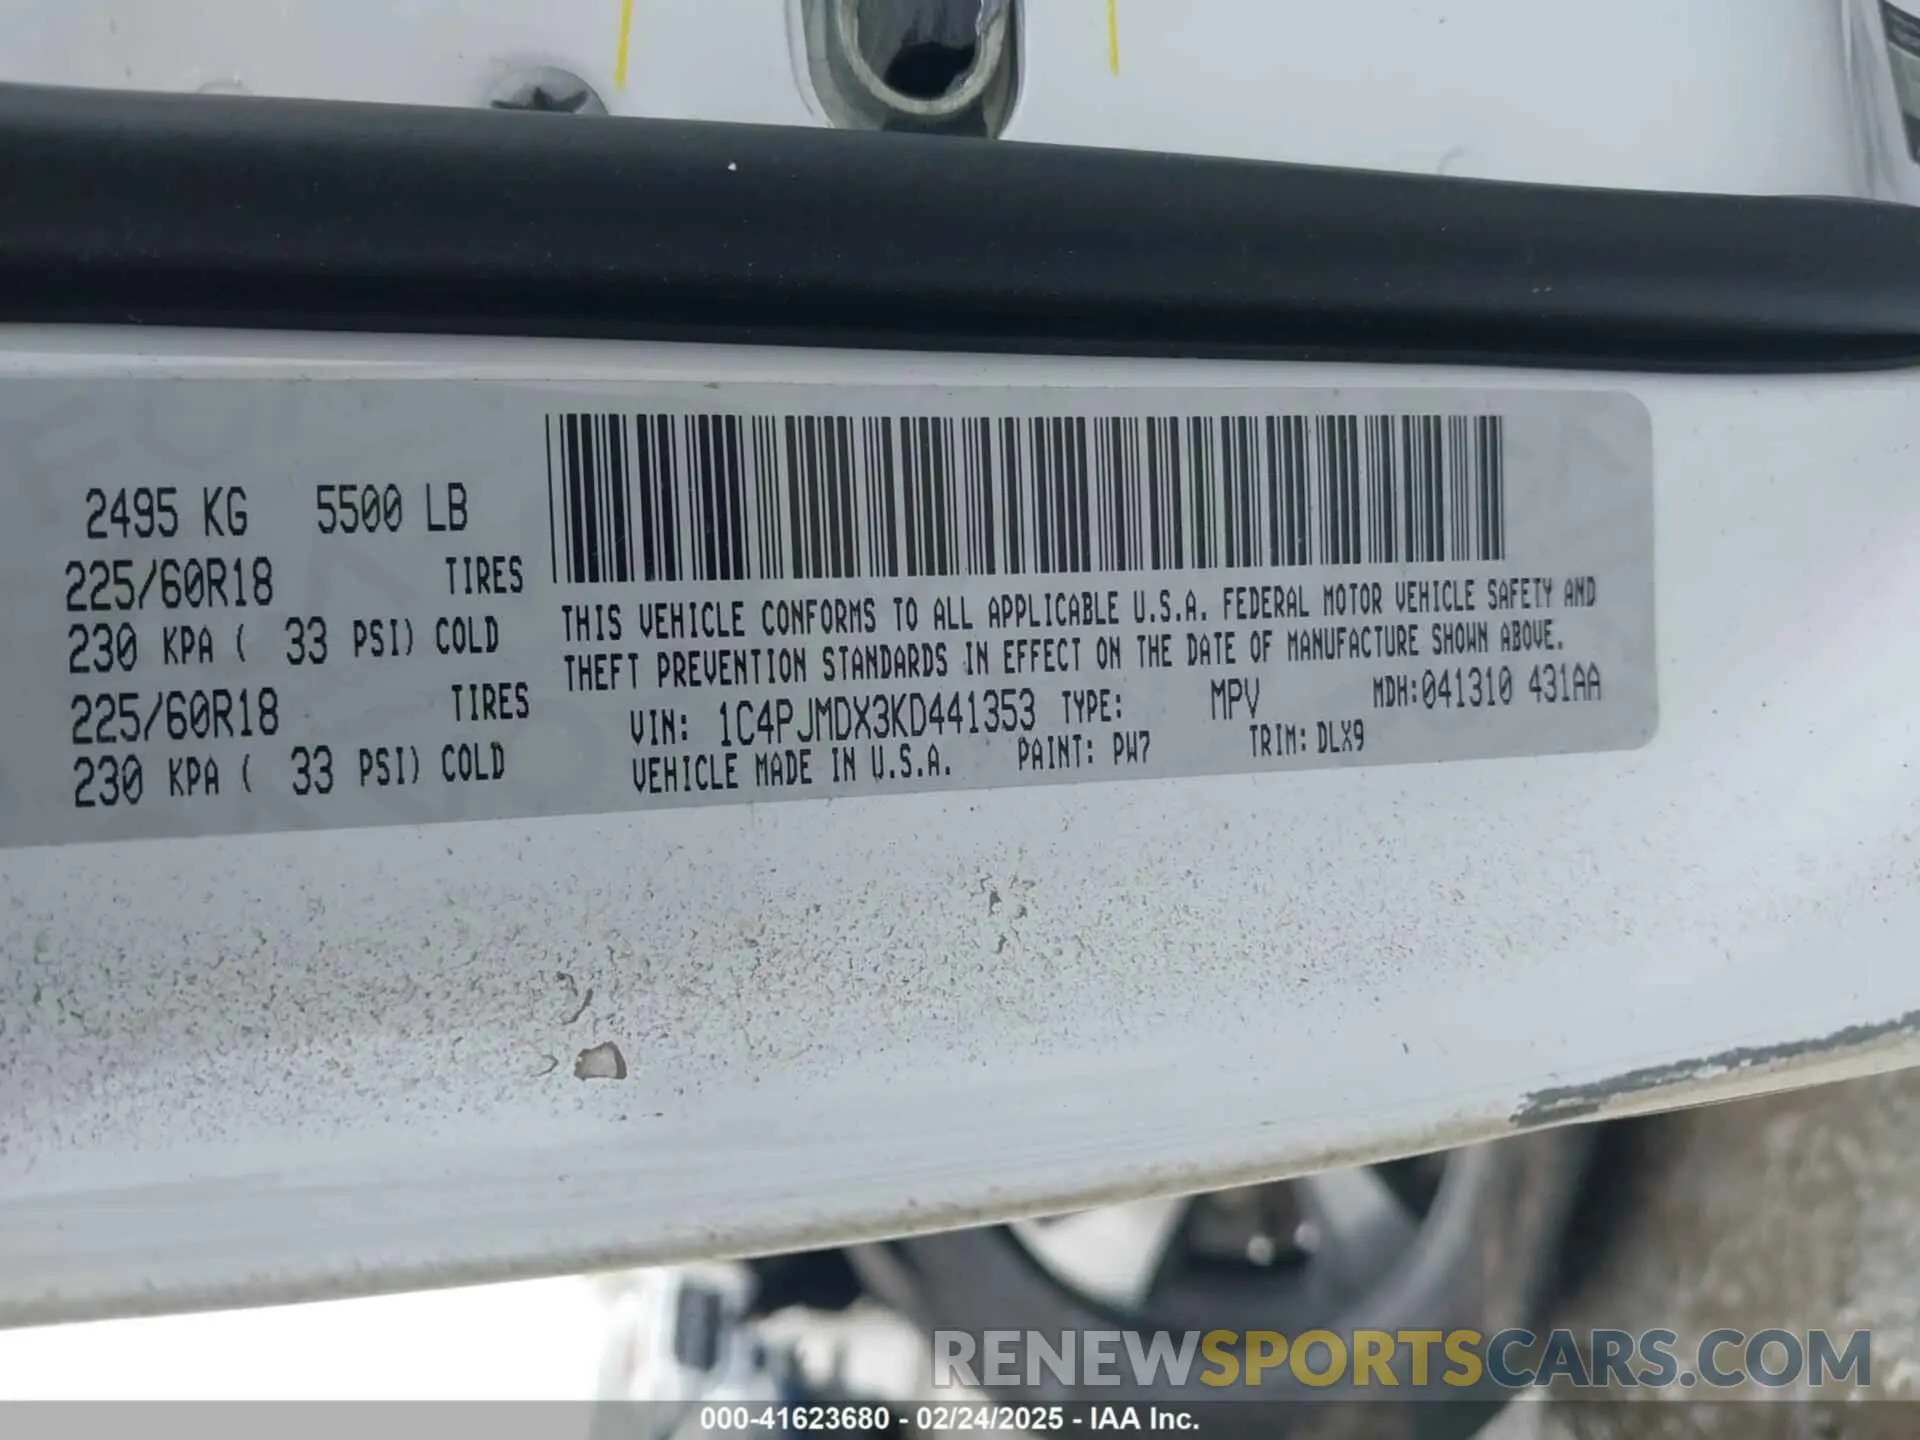 2495 KG 5500 LB
225/60R18 TIRES
230 KPA ( 33 PSI) COLD
225/60R18 TIRES
230 KPA ( 33 PSI) COLD
THIS VEHICLE CONFORMS TO ALL APPLICABLE U.S.A. FEDERAL MOTOR VEHICLE SAFETY AND
THEFT PREVENTION STANDARDS IN EFFECT ON THE DATE OF MANUFACTURE SHOWN ABOVE.
VIN: 1C4PJMDX3KD441353 TYPE: MPV MDH:041310 431AA
VEHICLE MADE IN U.S.A. PAINT: PW7 TRIM: DLX9
RENEWSPORTSCARS.COM
000-41623680 - 02/24/2025 - IAA Inc.